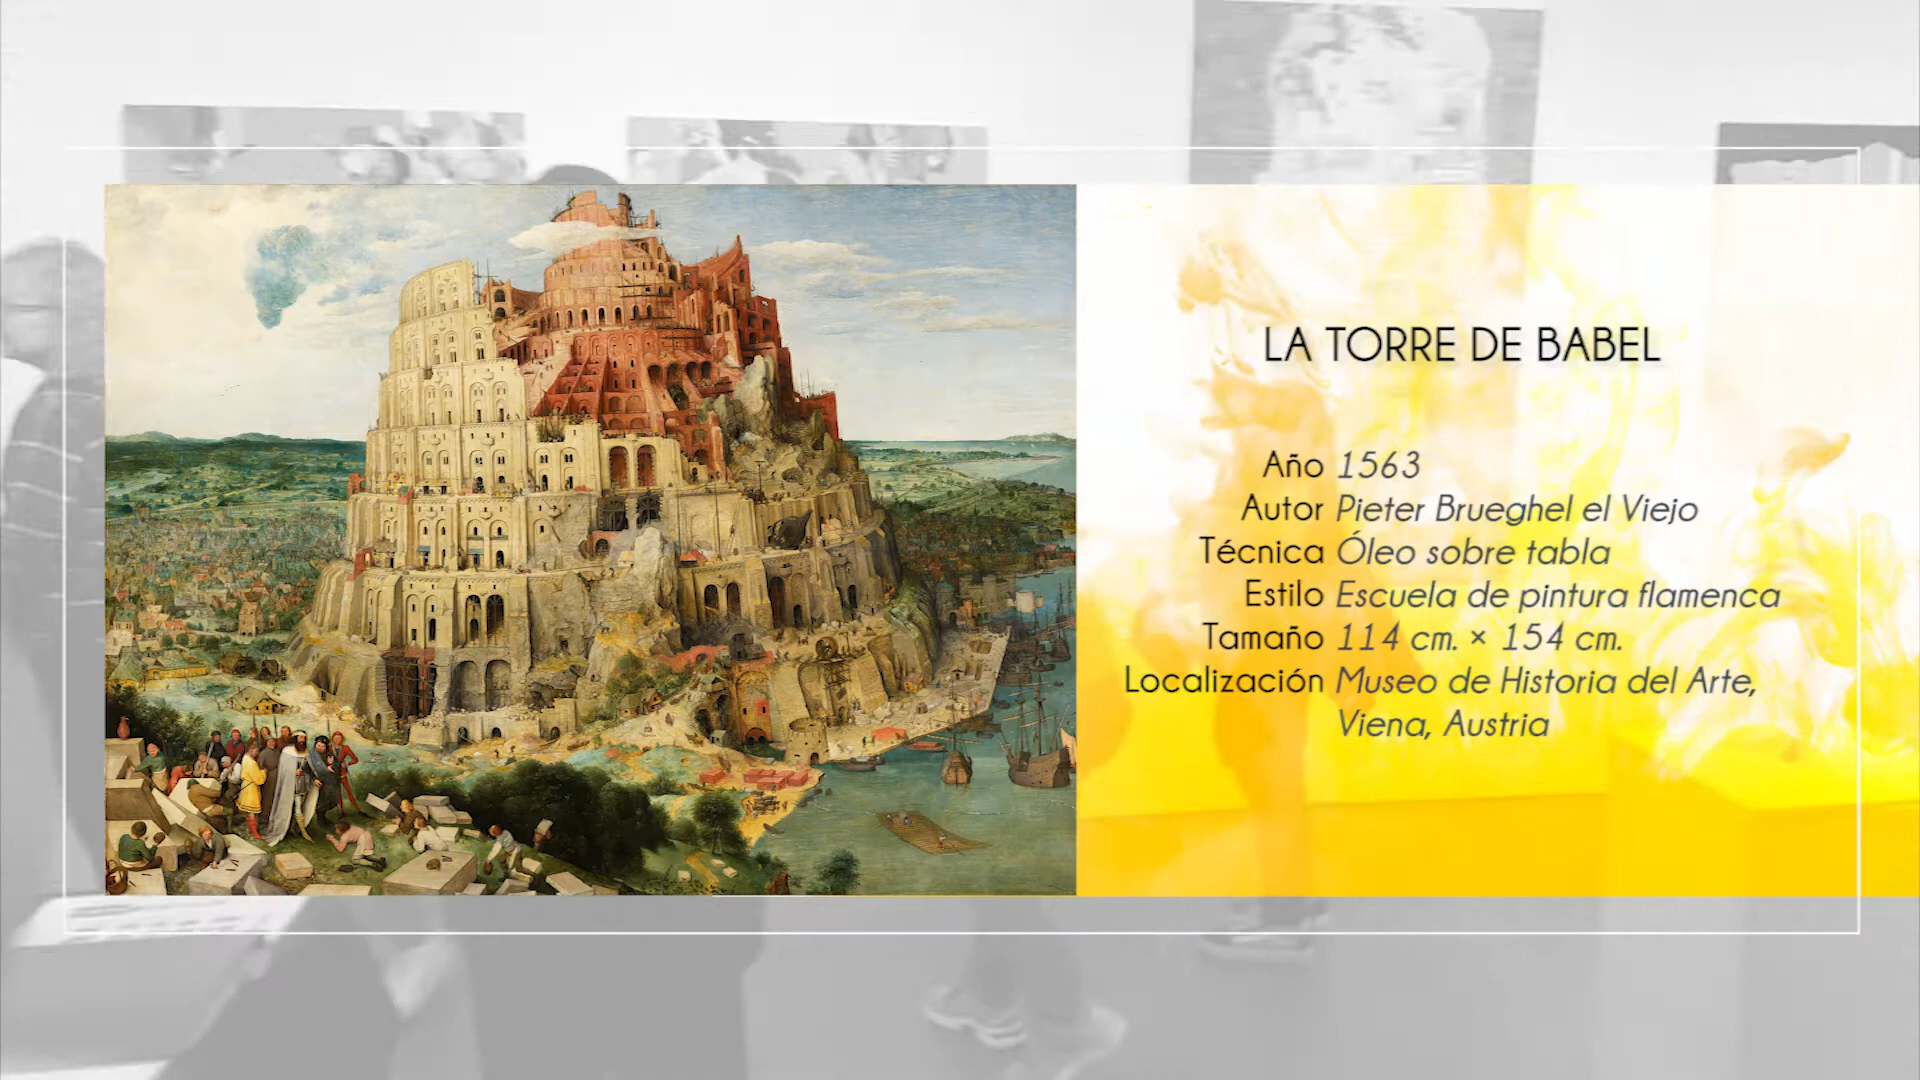 LA TORRE DE BABEL
Año 1563
Autor Pieter Brueghel el Viejo
Técnica Óleo sobre tabla
Estilo Escuela de pintura flamenca
Tamaño 114 cm. × 154 cm.
Localización Museo de Historia del Arte,
Viena, Austria